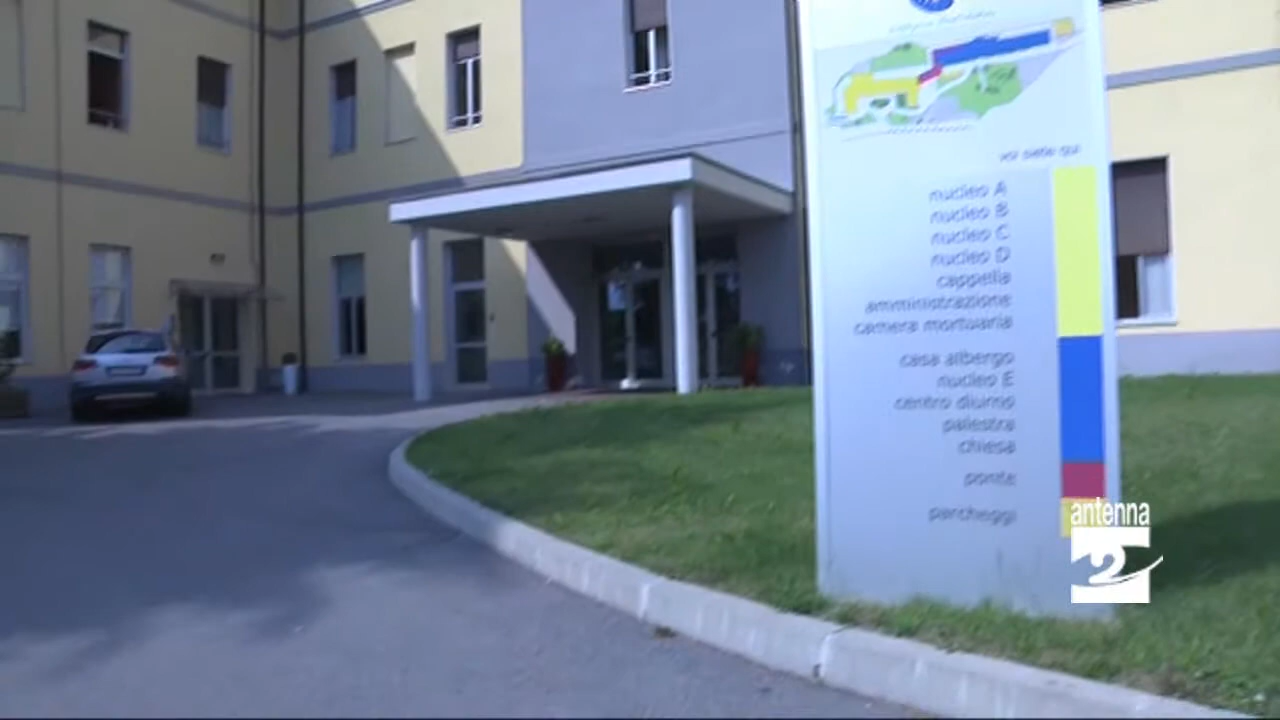 voi siete qui
nucleo A
nucleo B
nucleo C
nucleo D
cappella
amministrazione
camera mortuaria
casa albergo
nucleo E
centro diurno
palestra
chiesa
ponte
parcheggi
antenna
2